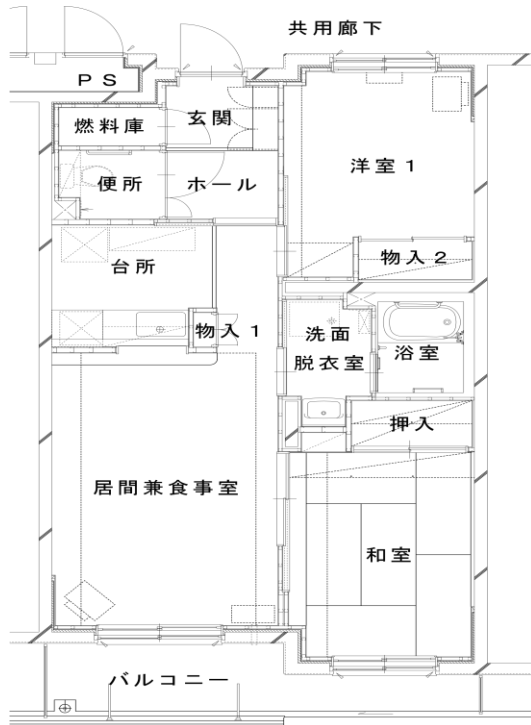 共用廊下
PS
燃料庫
玄関
便所
ホール
洋室1
台所
物入2
物入1
洗面
脱衣室
浴室
押入
居間兼食事室
和室
バルコニー